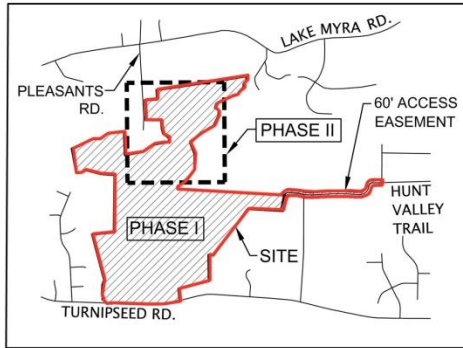 LAKE MYRA RD.
PLEASANTS
RD.
60' ACCESS
EASEMENT
PHASE II
HUNT
VALLEY
TRAIL
PHASE I
SITE
TURNIPSEED RD.